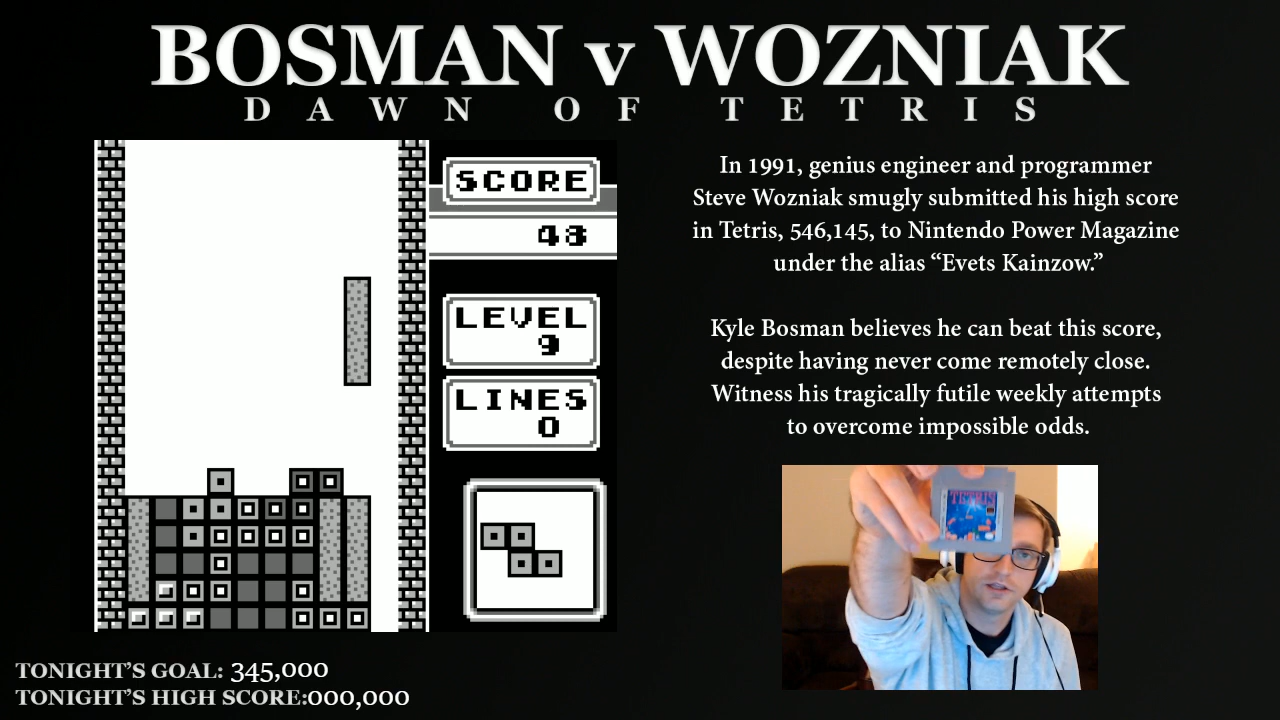 BOSMAN v WOZNIAK
DAWN OF TETRIS
SCORE
43
LEVEL
9
LINES
0
In 1991, genius engineer and programmer
Steve Wozniak smugly submitted his high score
in Tetris, 546,145, to Nintendo Power Magazine
under the alias “Evets Kainzow.”
Kyle Bosman believes he can beat this score,
despite having never come remotely close.
Witness his tragically futile weekly attempts
to overcome impossible odds.
TETRIS
TONIGHT'S GOAL: 345,000
TONIGHT'S HIGH SCORE:000,000